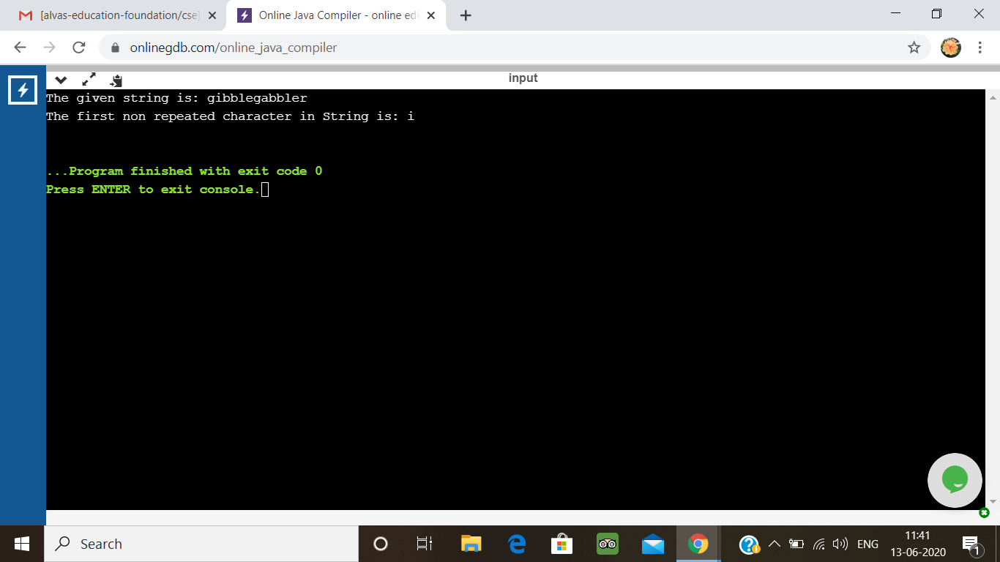 [alvas-education-foundation/cse]
Online Java Compiler - online edi
onlinegdb.com/online_java_compiler
input
The given string is: gibblegabbler
The first non repeated character in String is: i
...Program finished with exit code 0
Press ENTER to exit console.
Search
ENG
11:41
13-06-2020
1